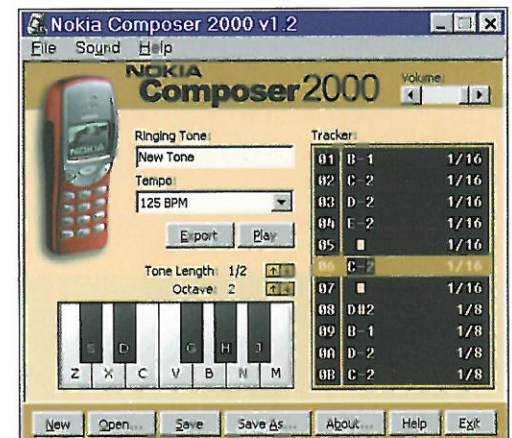 Nokia Composer 2000 v1.2
File Sound Help
NOKIA
Composer 2000
Volume:
NOKIA
Ringing Tone:
New Tone
Tempo:
125 BPM
Export Play
Tone Length: 1/2
Octave: 2
S D G H J
Z X C V B N M
Tracker:
01 B-1 1/16
02 C-2 1/16
03 D-2 1/16
04 E-2 1/16
05 1/16
06 C-2 1/16
07 1/16
08 D#2 1/8
09 B-1 1/8
0A D-2 1/8
0B C-2 1/8
New Open... Save Save As... About... Help Exit